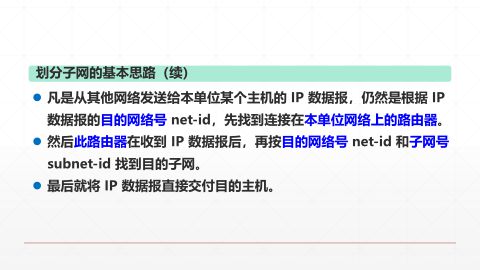 划分子网的基本思路（续）
凡是从其他网络发送给本单位某个主机的 IP 数据报，仍然是根据 IP
数据报的目的网络号 net-id，先找到连接在本单位网络上的路由器。
然后此路由器在收到 IP 数据报后，再按目的网络号 net-id 和子网号
subnet-id 找到目的子网。
最后就将 IP 数据报直接交付目的主机。